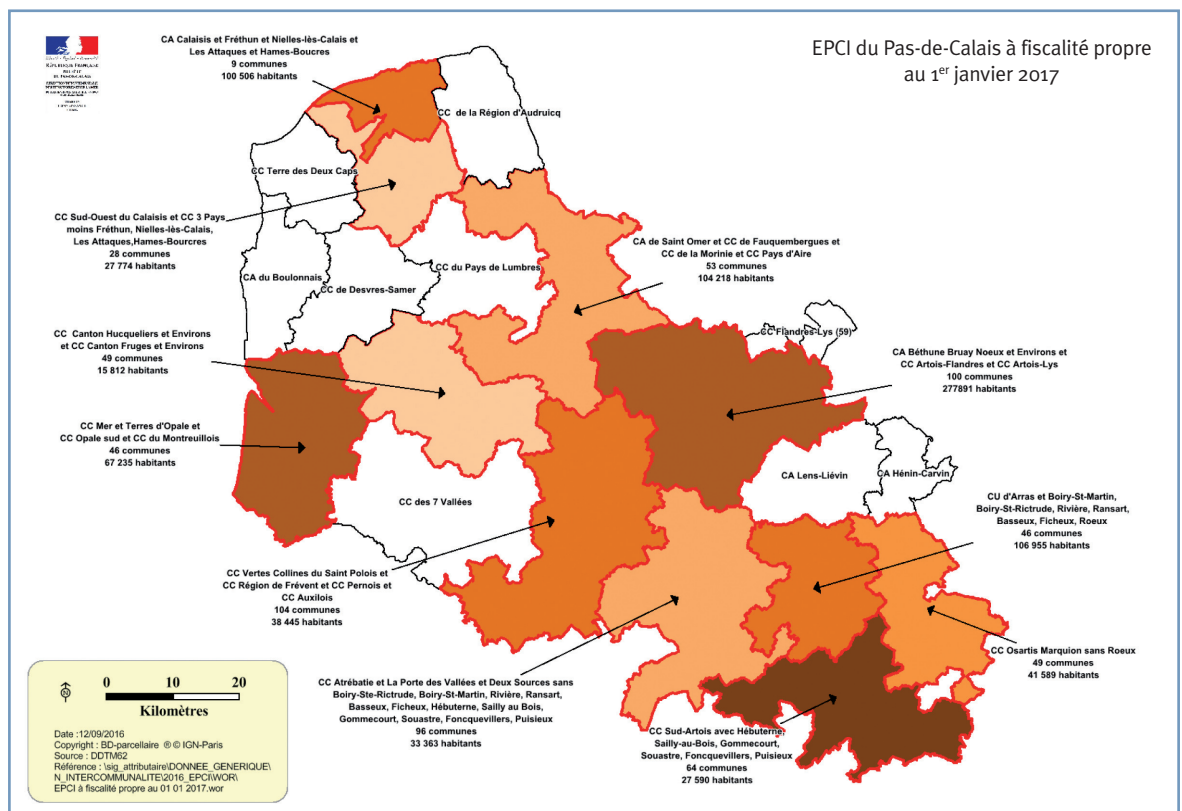 EPCI du Pas-de-Calais à fiscalité propre
au 1er janvier 2017
RÉPUBLIQUE FRANÇAISE
CA Calaisis et Fréthun et Nielles-lès-Calais et
Les Attaques et Hames-Boucres
9 communes
100 506 habitants
CC de la Région d'Audruicq
CC Terre des Deux Caps
CC Sud-Ouest du Calaisis et CC 3 Pays
moins Fréthun, Nielles-lès-Calais,
Les Attaques,Hames-Bourcres
28 communes
27 774 habitants
CA de Saint Omer et CC de Fauquembergues et
CC de la Morinie et CC Pays d'Aire
53 communes
104 218 habitants
CC du Pays de Lumbres
CA du Boulonnais
CC de Desvres-Samer
CC Flandres-Lys (59)
CC Canton Hucqueliers et Environs
et CC Canton Fruges et Environs
49 communes
15 812 habitants
CA Béthune Bruay Noeux et Environs et
CC Artois-Flandres et CC Artois-Lys
100 communes
277891 habitants
CC Mer et Terres d'Opale et
CC Opale sud et CC du Montreuillois
46 communes
67 235 habitants
CC des 7 Vallées
CA Lens-Liévin
CA Hénin-Carvin
CU d'Arras et Boiry-St-Martin,
Boiry-St-Rictrude, Rivière, Ransart,
Basseux, Ficheux, Roeux
46 communes
106 955 habitants
CC Vertes Collines du Saint Polois et
CC Région de Frévent et CC Pernois et
CC Auxilois
104 communes
38 445 habitants
CC Osartis Marquion sans Roeux
49 communes
41 589 habitants
CC Atrébatie et La Porte des Vallées et Deux Sources sans
Boiry-Ste-Rictrude, Boiry-St-Martin, Rivière, Ransart,
Basseux, Ficheux, Hébuterne, Sailly au Bois,
Gommecourt, Souastre, Foncquevillers, Puisieux
96 communes
33 363 habitants
CC Sud-Artois avec Hébuterne,
Sailly-au-Bois, Gommecourt,
Souastre, Foncquevillers, Puisieux
64 communes
27 590 habitants
N
0 10 20
Kilomètres
Date :12/09/2016
Copyright : BD-parcellaire ® © IGN-Paris
Source : DDTM62
Référence : \sig_attributaire\DONNEE_GENERIQUE\
N_INTERCOMMUNALITE\2016_EPCI\WOR\
EPCI à fiscalité propre au 01 01 2017.wor